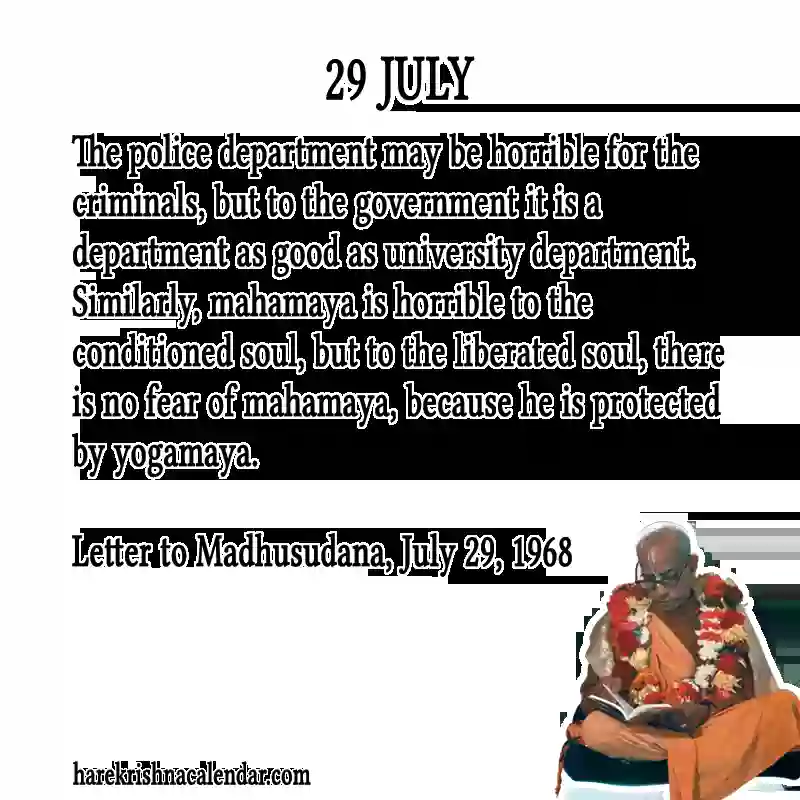 29 JULY
The police department may be horrible for the
criminals, but to the government it is a
department as good as university department.
Similarly, mahamaya is horrible to the
conditioned soul, but to the liberated soul, there
is no fear of mahamaya, because he is protected
by yogamaya.
Letter to Madhusudana, July 29, 1968
harekrishnacalendar.com